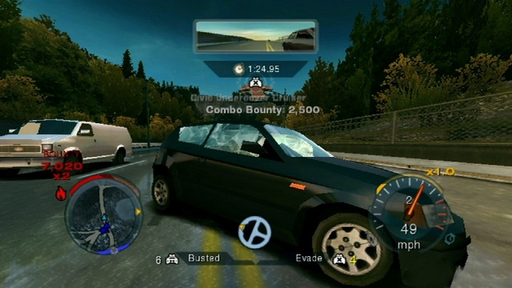 1:24.95
Civic Undercover Cruiser
Combo Bounty: 2,500
7,020
x2
x1.0
2
49
mph
6 Busted Evade 4